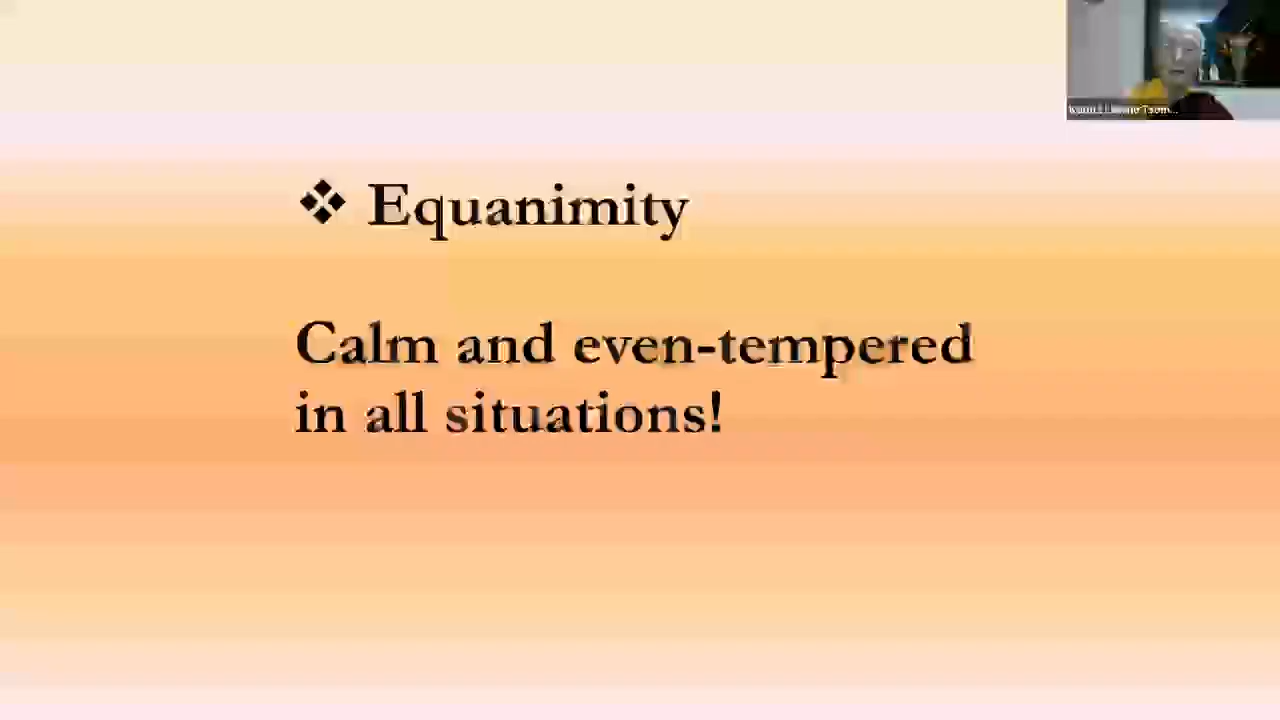 ❖ Equanimity
Calm and even-tempered
in all situations!